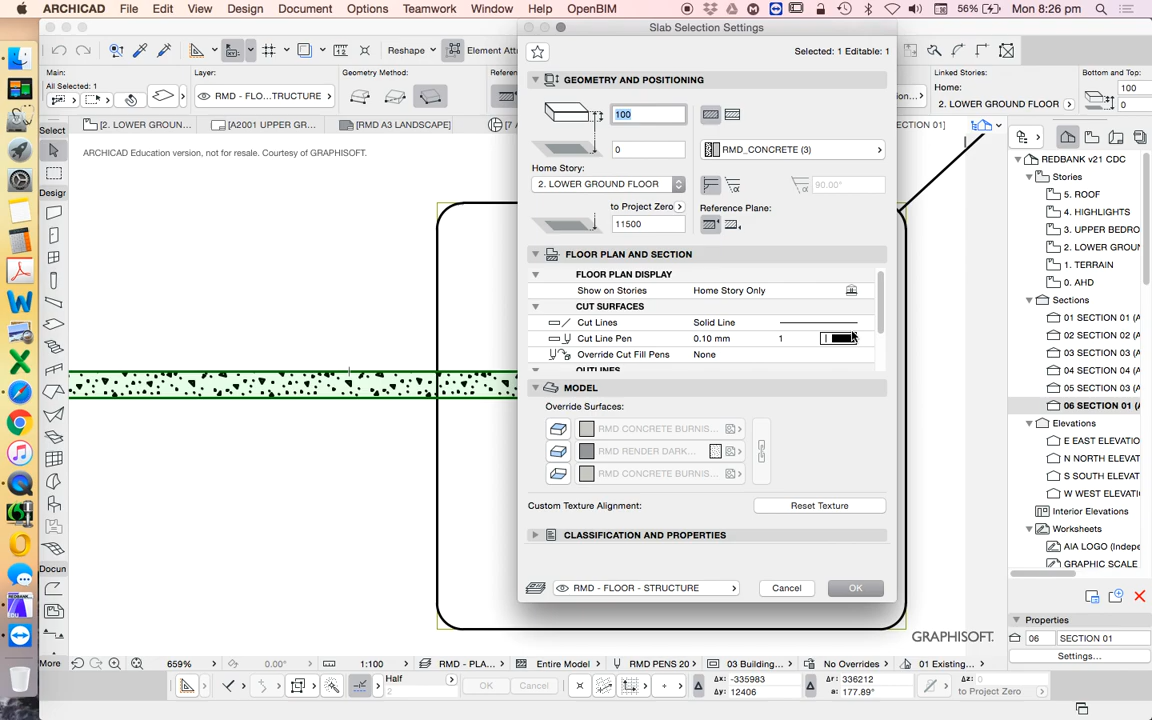 ARCHICAD File Edit View Design Document Options Teamwork Window Help OpenBIM
56% Mon 8:26 pm
Slab Selection Settings
Selected: 1 Editable: 1
Reshape Element Att
Main:
All Selected: 1
Layer:
RMD - FLO...TRUCTURE
Geometry Method:
Referen
Linked Stories:
Home:
2. LOWER GROUND FLOOR
Bottom and Top:
100
0
[2. LOWER GROUN... [A2001 UPPER GR... [RMD A3 LANDSCAPE]
ECTION 01]
Select
Design
Docun
More
ARCHICAD Education version, not for resale. Courtesy of GRAPHISOFT.
GEOMETRY AND POSITIONING
100
0
RMD_CONCRETE (3)
Home Story:
2. LOWER GROUND FLOOR
90.00°
to Project Zero
Reference Plane:
11500
FLOOR PLAN AND SECTION
FLOOR PLAN DISPLAY
Show on Stories Home Story Only
CUT SURFACES
Cut Lines Solid Line
Cut Line Pen 0.10 mm 1
Override Cut Fill Pens None
OUTLINES
MODEL
Override Surfaces:
RMD CONCRETE BURNIS...
RMD RENDER DARK...
RMD CONCRETE BURNIS...
Custom Texture Alignment: Reset Texture
CLASSIFICATION AND PROPERTIES
RMD - FLOOR - STRUCTURE Cancel OK
REDBANK v21 CDC
Stories
5. ROOF
4. HIGHLIGHTS
3. UPPER BEDRO
2. LOWER GROUN
1. TERRAIN
0. AHD
Sections
01 SECTION 01 (A
02 SECTION 02 (A
03 SECTION 03 (A
04 SECTION 04 (A
05 SECTION 03 (A
06 SECTION 01 (A
Elevations
E EAST ELEVATIO
N NORTH ELEVAT
S SOUTH ELEVAT
W WEST ELEVATI
Interior Elevations
Worksheets
AIA LOGO (Indepe
GRAPHIC SCALE
Properties
06 SECTION 01
Settings...
GRAPHISOFT.
659% 0.00° 1:100 RMD - PLA... Entire Model RMD PENS 20 03 Building... No Overrides 01 Existing...
Half
2
OK Cancel
Δx: -335983
Δy: 12406
Δr: 336212
a: 177.89°
Δz: 0
to Project Zero